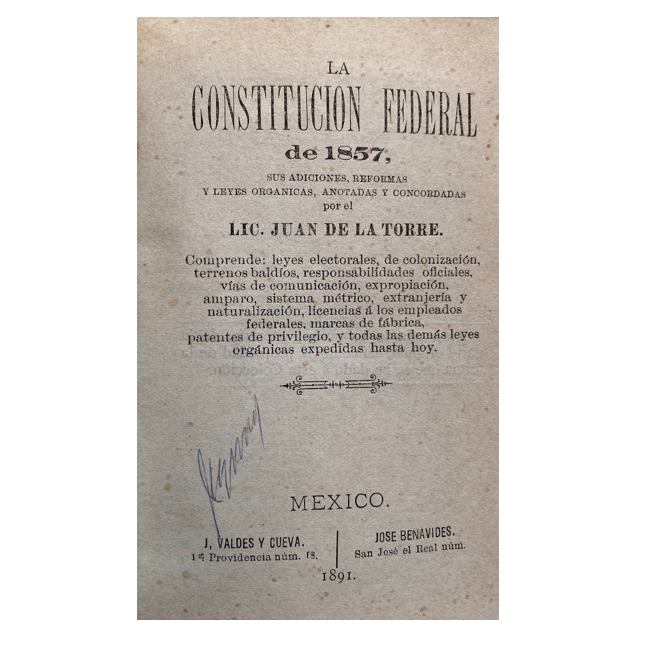 LA
CONSTITUCION FEDERAL
de 1857,
SUS ADICIONES, REFORMAS
Y LEYES ORGANICAS, ANOTADAS Y CONCORDADAS
por el
LIC. JUAN DE LA TORRE.
Comprende: leyes electorales, de colonización,
terrenos baldíos, responsabilidades oficiales,
vías de comunicación, expropiación,
amparo, sistema métrico, extranjería y
naturalización, licencias á los empleados
federales, marcas de fábrica,
patentes de privilegio, y todas las demás leyes
orgánicas expedidas hasta hoy.
MEXICO.
J. VALDES Y CUEVA.
1ª Providencia núm. 18.
JOSE BENAVIDES.
San José el Real núm.
1891.